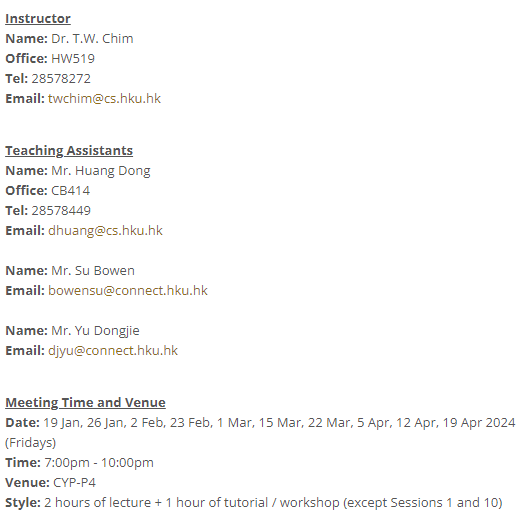 Instructor
Name: Dr. T.W. Chim
Office: HW519
Tel: 28578272
Email: twchim@cs.hku.hk
Teaching Assistants
Name: Mr. Huang Dong
Office: CB414
Tel: 28578449
Email: dhuang@cs.hku.hk
Name: Mr. Su Bowen
Email: bowensu@connect.hku.hk
Name: Mr. Yu Dongjie
Email: djyu@connect.hku.hk
Meeting Time and Venue
Date: 19 Jan, 26 Jan, 2 Feb, 23 Feb, 1 Mar, 15 Mar, 22 Mar, 5 Apr, 12 Apr, 19 Apr 2024
(Fridays)
Time: 7:00pm - 10:00pm
Venue: CYP-P4
Style: 2 hours of lecture + 1 hour of tutorial / workshop (except Sessions 1 and 10)